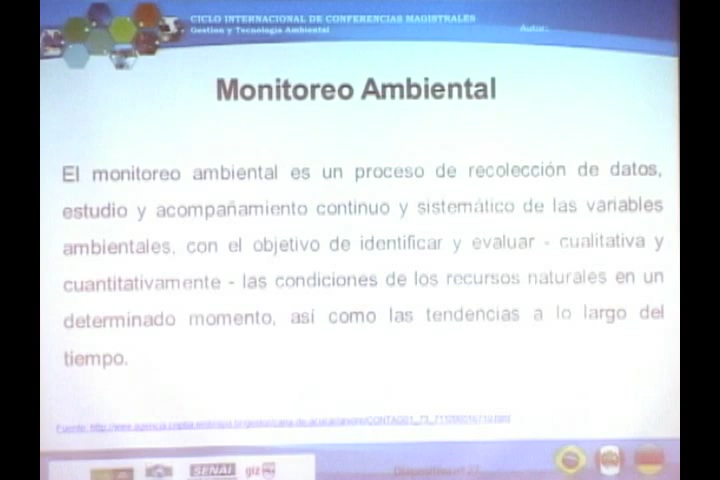 CICLO INTERNACIONAL DE CONFERENCIAS MAGISTRALES
Gestion y Tecnologia Ambiental
Autor:
Monitoreo Ambiental
El monitoreo ambiental es un proceso de recolección de datos,
estudio y acompañamiento continuo y sistemático de las variables
ambientales, con el objetivo de identificar y evaluar - cualitativa y
cuantitativamente - las condiciones de los recursos naturales en un
determinado momento, así como las tendencias a lo largo del
tiempo.
Fuente:
SENAI
giz